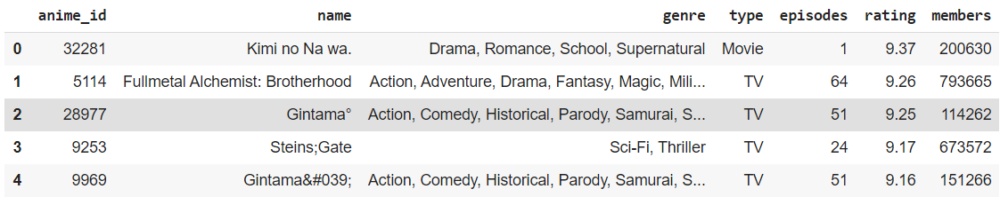 anime_id name genre type episodes rating members
0 32281 Kimi no Na wa. Drama, Romance, School, Supernatural Movie 1 9.37 200630
1 5114 Fullmetal Alchemist: Brotherhood Action, Adventure, Drama, Fantasy, Magic, Mili... TV 64 9.26 793665
2 28977 Gintama° Action, Comedy, Historical, Parody, Samurai, S... TV 51 9.25 114262
3 9253 Steins;Gate Sci-Fi, Thriller TV 24 9.17 673572
4 9969 Gintama&#039; Action, Comedy, Historical, Parody, Samurai, S... TV 51 9.16 151266